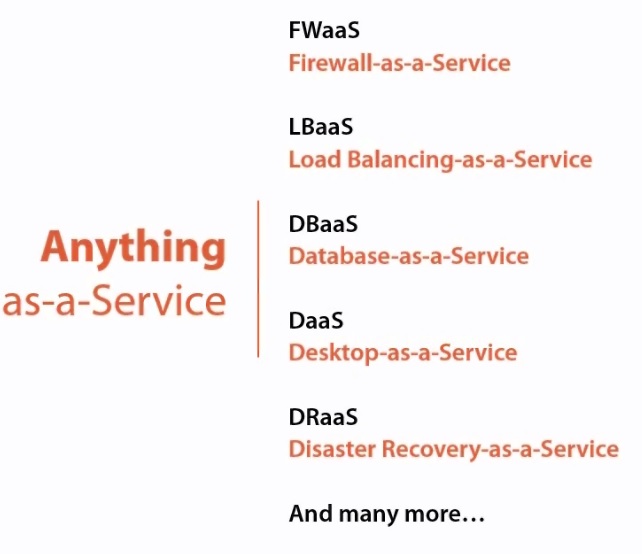 Anything
as-a-Service
FWaaS
Firewall-as-a-Service
LBaaS
Load Balancing-as-a-Service
DBaaS
Database-as-a-Service
DaaS
Desktop-as-a-Service
DRaaS
Disaster Recovery-as-a-Service
And many more…